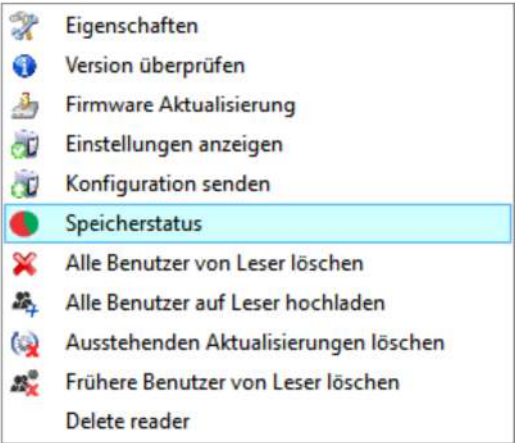 Eigenschaften
Version überprüfen
Firmware Aktualisierung
Einstellungen anzeigen
Konfiguration senden
Speicherstatus
Alle Benutzer von Leser löschen
Alle Benutzer auf Leser hochladen
Ausstehenden Aktualisierungen löschen
Frühere Benutzer von Leser löschen
Delete reader